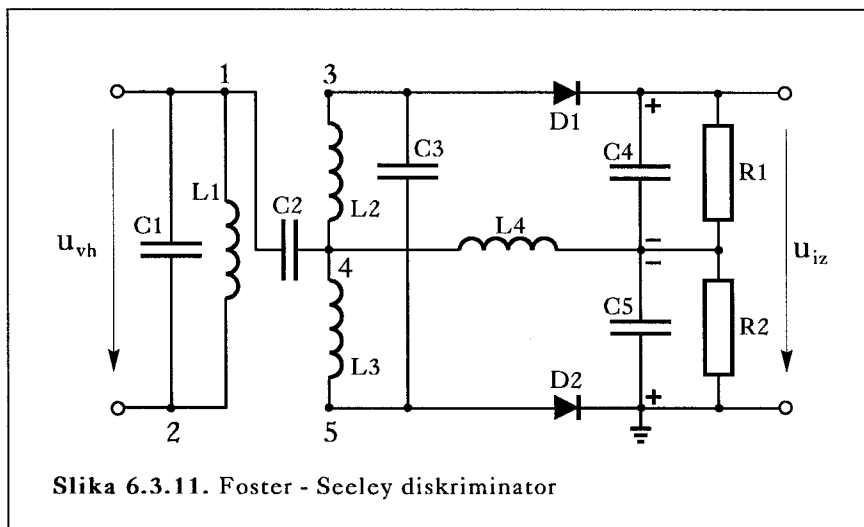 1
3
D1
+
C3
C4
R1
L1
C2
L2
C1
L4
u_vh
4
u_iz
C5
R2
L3
D2
+
2
5
Slika 6.3.11. Foster - Seeley diskriminator